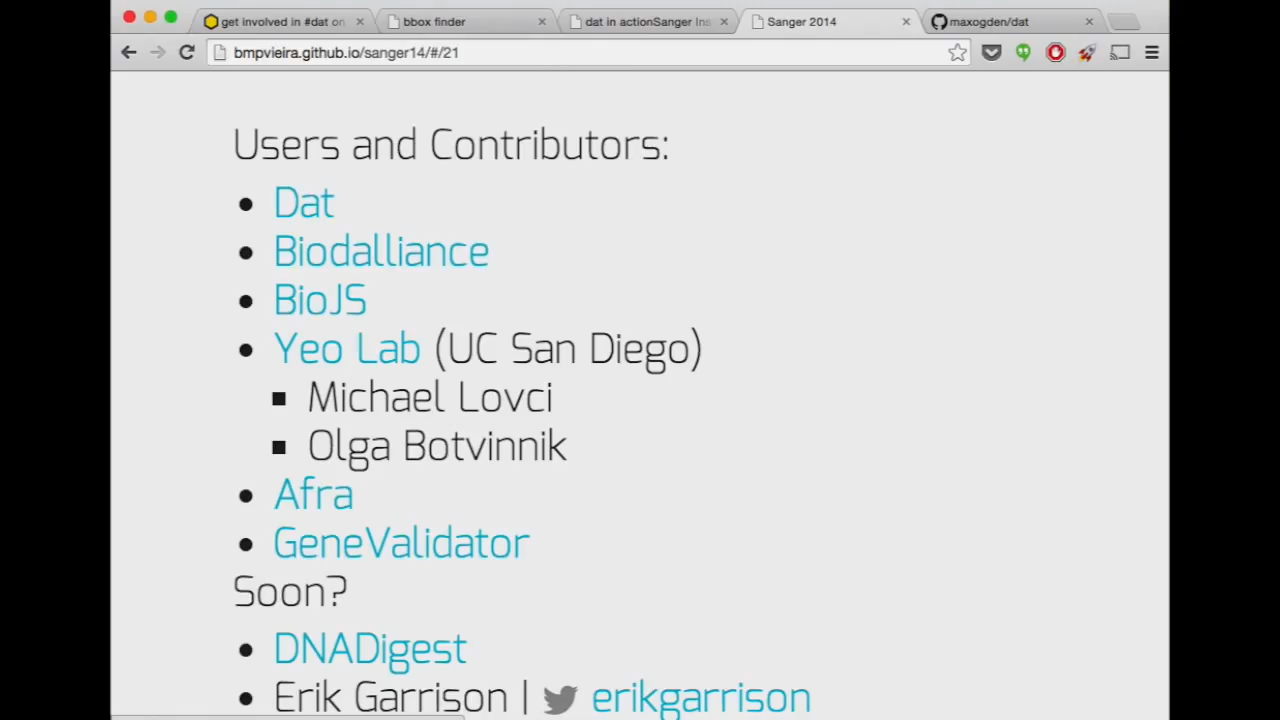 get involved in #dat on
bbox finder
dat in actionSanger Ins
Sanger 2014
maxogden/dat
bmpvieira.github.io/sanger14/#/21
Users and Contributors:
Dat
Biodalliance
BioJS
Yeo Lab (UC San Diego)
Michael Lovci
Olga Botvinnik
Afra
GeneValidator
Soon?
DNADigest
Erik Garrison | erikgarrison